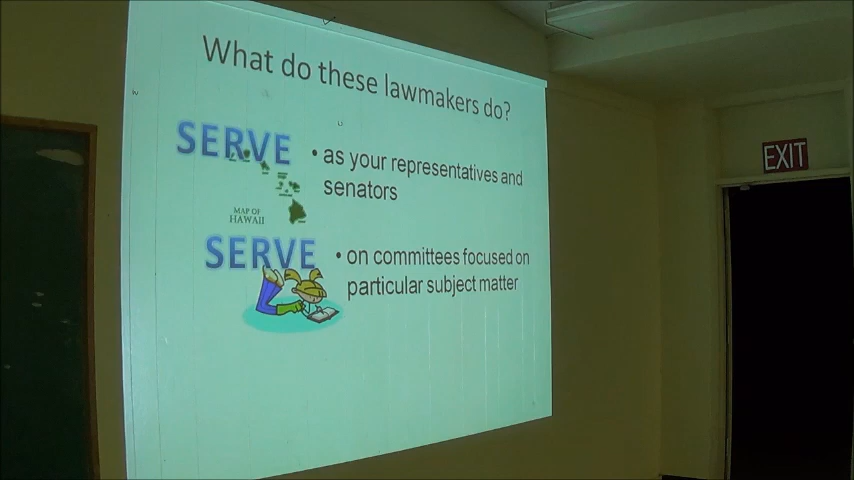 What do these lawmakers do?
SERVE
• as your representatives and
senators
MAP OF
HAWAII
SERVE
• on committees focused on
particular subject matter
EXIT